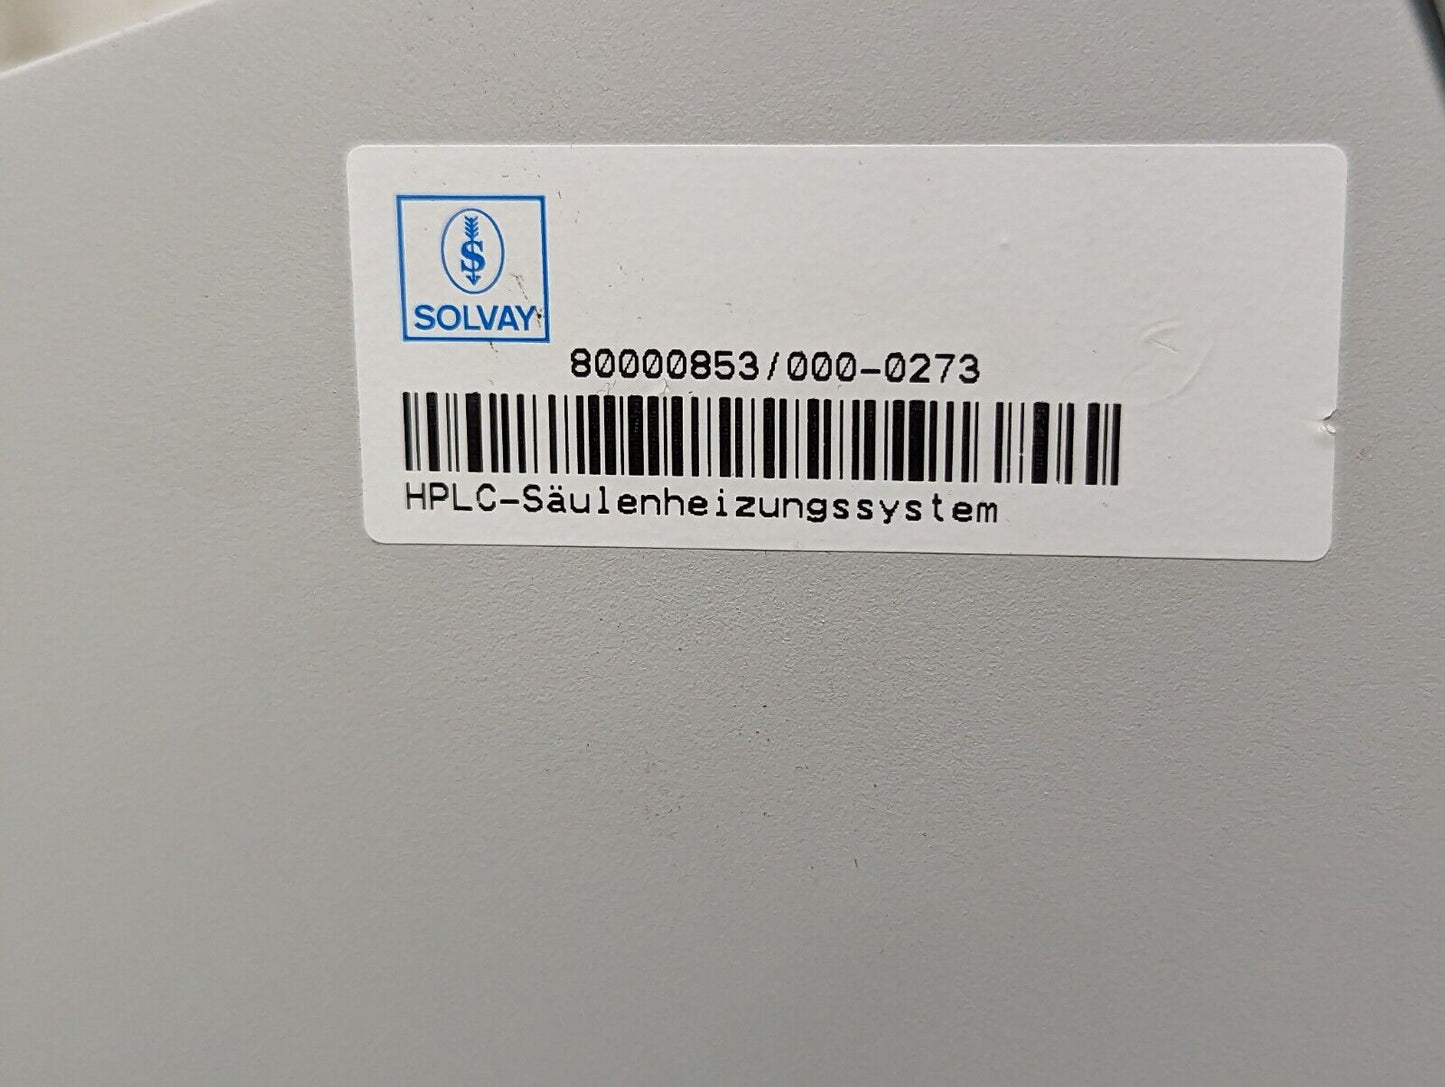 SOLVAY
80000853/000-0273
HPLC-Säulenheizungssystem